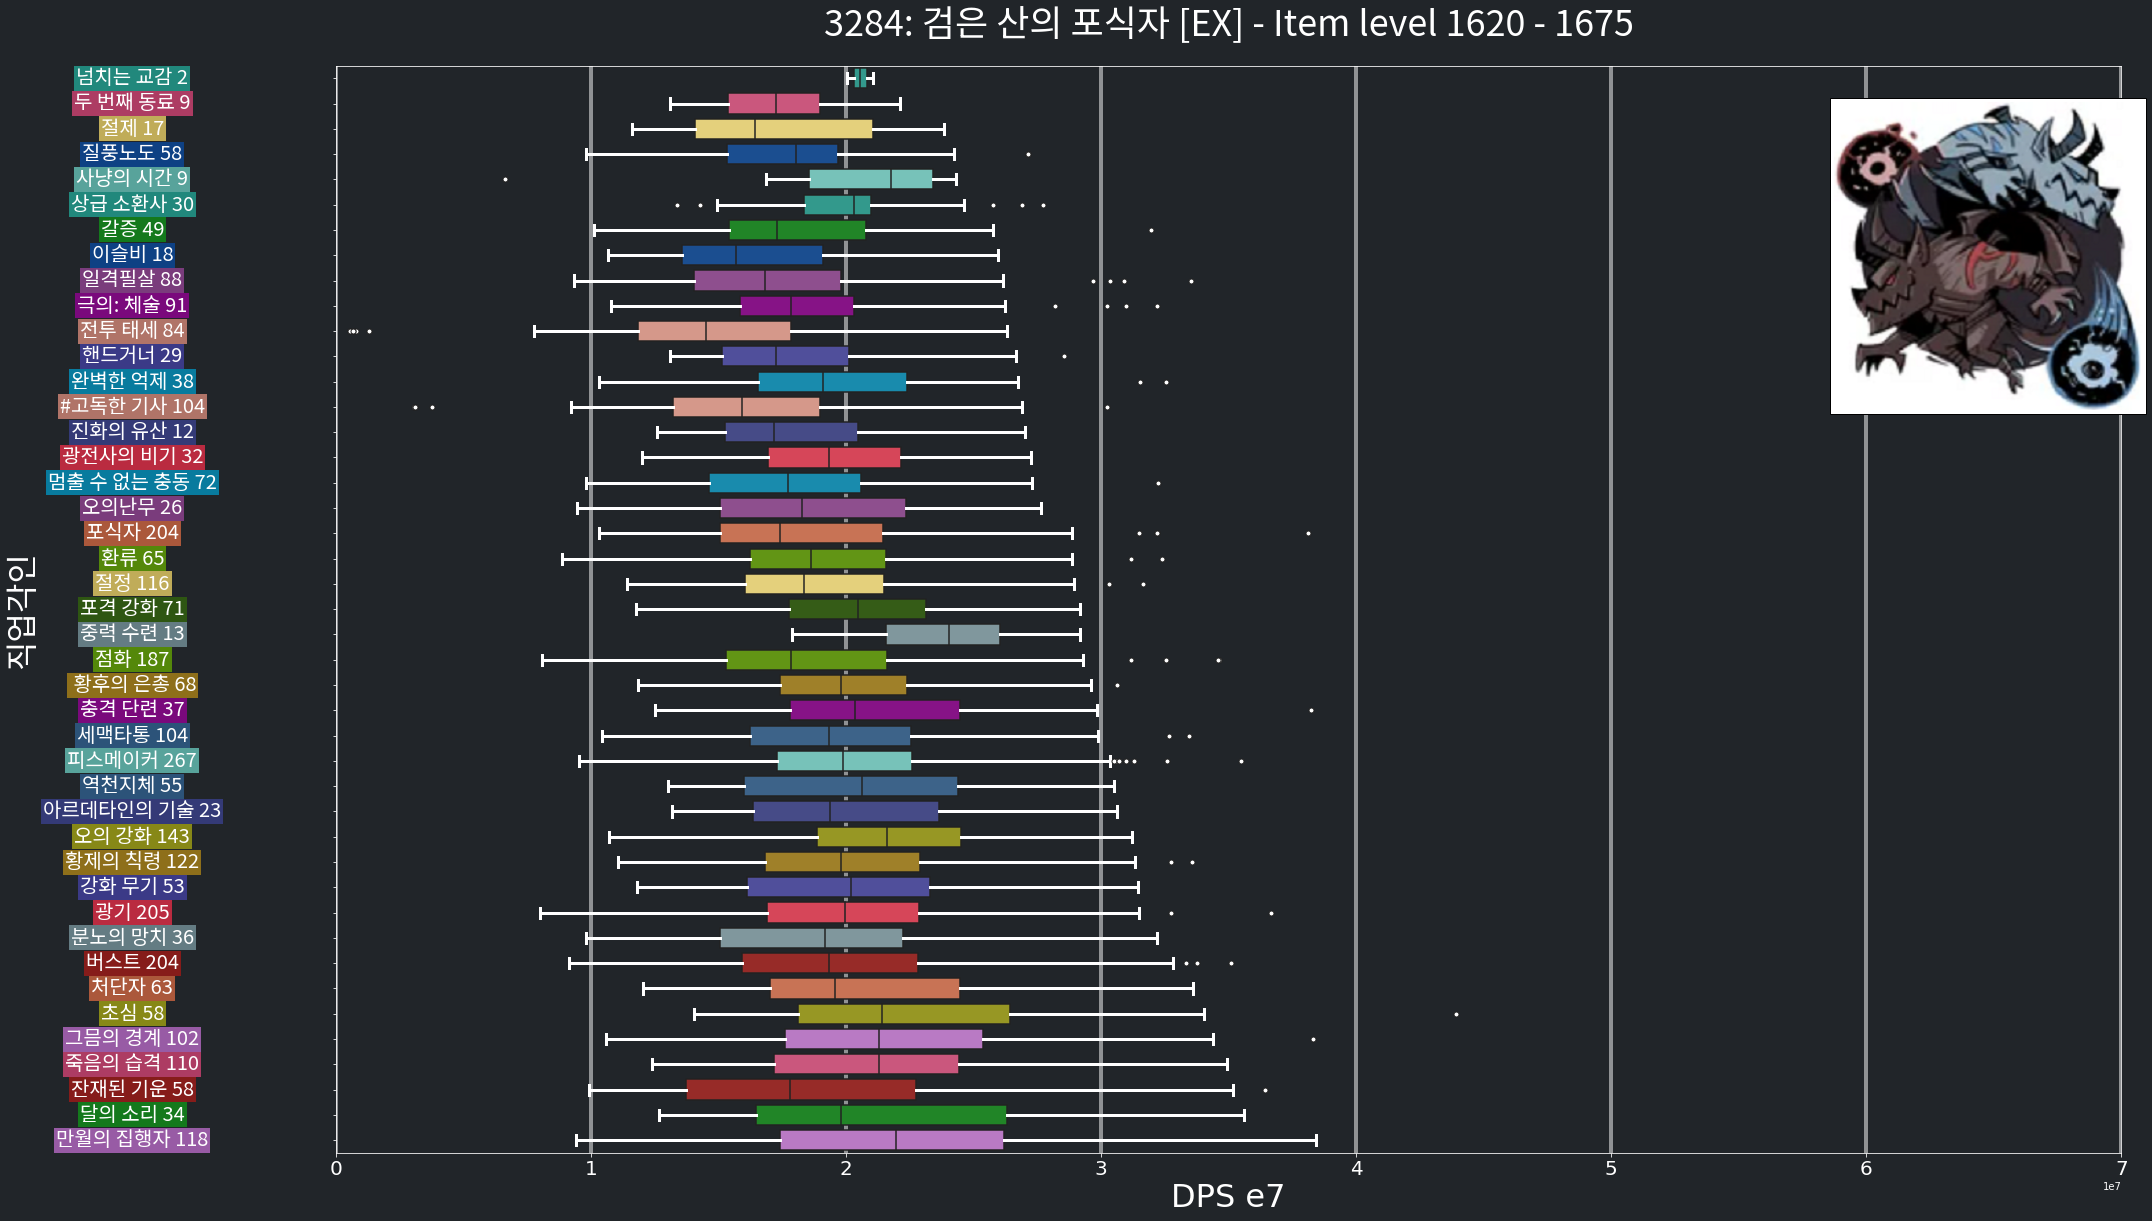 3284: 검은 산의 포식자 [EX] - Item level 1620 - 1675
넘치는 교감 2
두 번째 동료 9
절제 17
질풍노도 58
사냥의 시간 9
상급 소환사 30
갈증 49
이슬비 18
일격필살 88
극의: 체술 91
전투 태세 84
핸드거너 29
완벽한 억제 38
#고독한 기사 104
진화의 유산 12
광전사의 비기 32
멈출 수 없는 충동 72
오의난무 26
포식자 204
환류 65
절정 116
포격 강화 71
중력 수련 13
점화 187
황후의 은총 68
충격 단련 37
세맥타통 104
피스메이커 267
역천지체 55
아르데타인의 기술 23
오의 강화 143
황제의 칙령 122
강화 무기 53
광기 205
분노의 망치 36
버스트 204
처단자 63
초심 58
그믐의 경계 102
죽음의 습격 110
잔재된 기운 58
달의 소리 34
만월의 집행자 118
직업각인
0 1 2 3 4 5 6 7
DPS e7
1e7